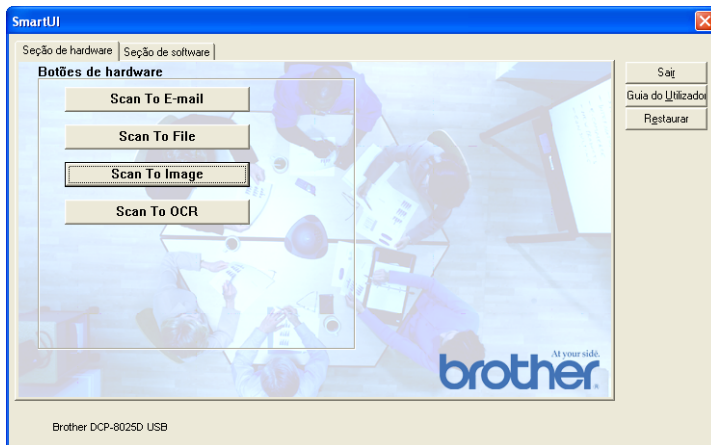 SmartUI
Seção de hardware
Seção de software
Botões de hardware
Scan To E-mail
Scan To File
Scan To Image
Scan To OCR
Sair
Guia do Utilizador
Restaurar
At your side.
brother
Brother DCP-8025D USB